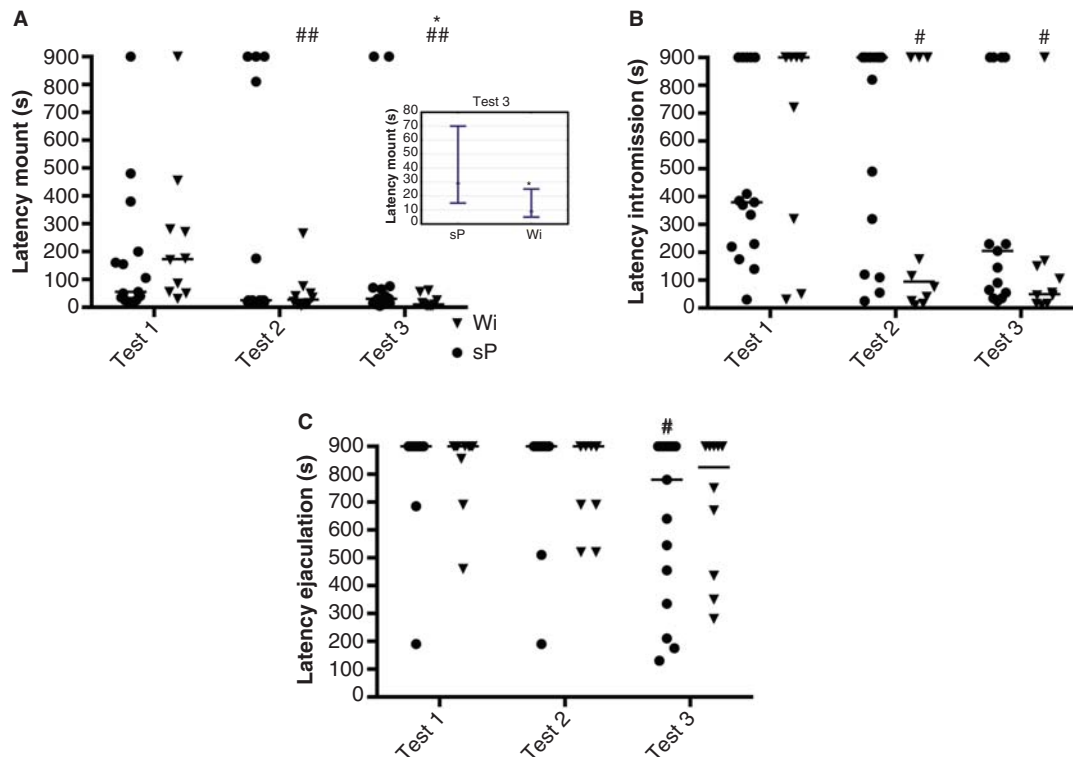 A
*
## ##
Latency mount (s)
900
800
700
600
500
400
300
200
100
0
Test 1
Test 2
Test 3
Test 3
Latency mount (s)
80
70
60
50
40
30
20
10
0
sP
Wi
Wi
sP
B
# #
Latency intromission (s)
900
800
700
600
500
400
300
200
100
0
Test 1
Test 2
Test 3
C
#
Latency ejaculation (s)
900
800
700
600
500
400
300
200
100
0
Test 1
Test 2
Test 3